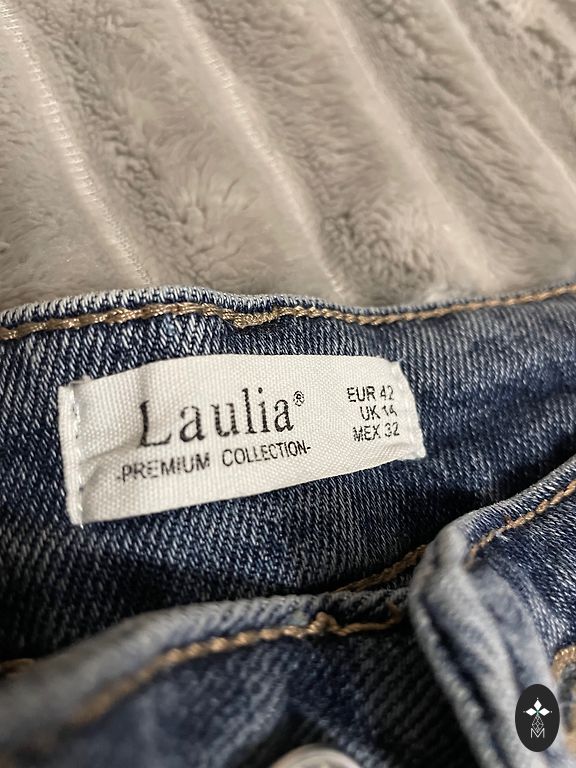 Laulia®
-PREMIUM COLLECTION-
EUR 42
UK 14
MEX 32
M